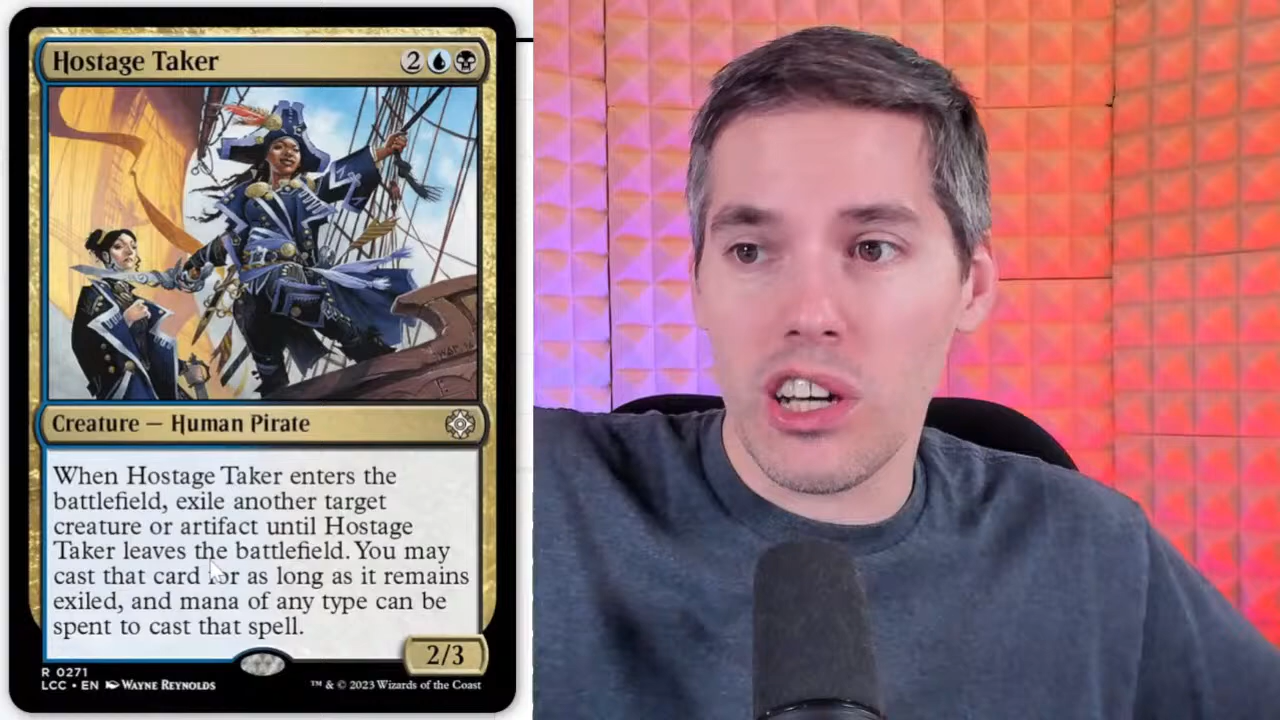 Hostage Taker 2
Creature — Human Pirate
When Hostage Taker enters the
battlefield, exile another target
creature or artifact until Hostage
Taker leaves the battlefield. You may
cast that card for as long as it remains
exiled, and mana of any type can be
spent to cast that spell.
2/3
R 0271
LCC • EN WAYNE REYNOLDS ™ & © 2023 Wizards of the Coast